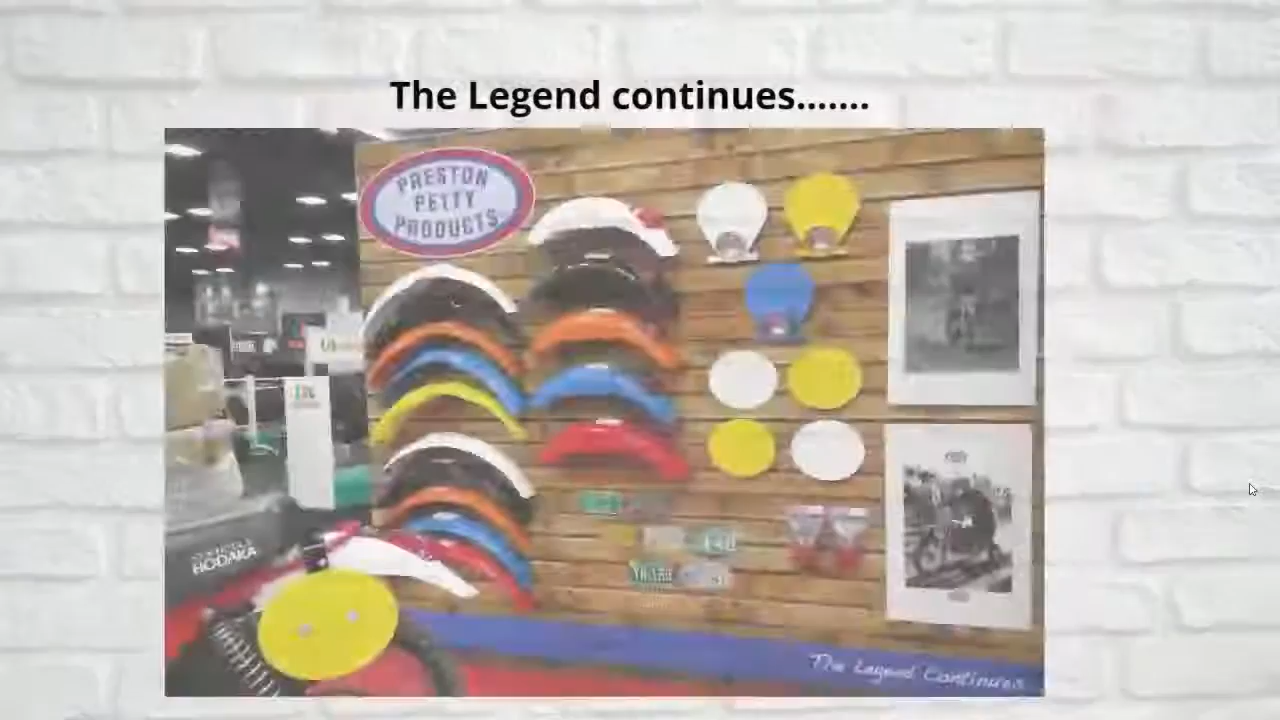 The Legend continues.......
PRESTON
PETTY
PRODUCTS
HODAKA
The Legend Continues